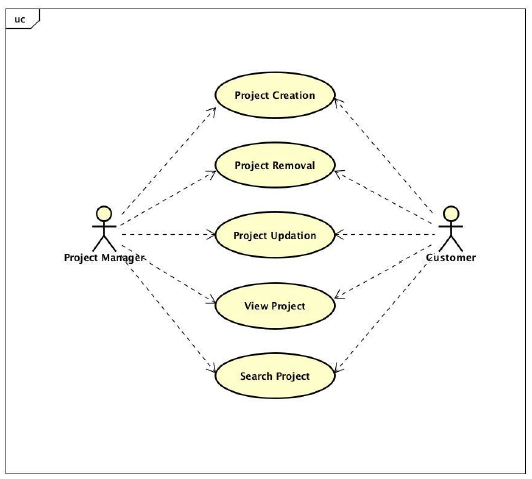 uc
Project Creation
Project Removal
Project Updation
Project Manager
Customer
View Project
Search Project